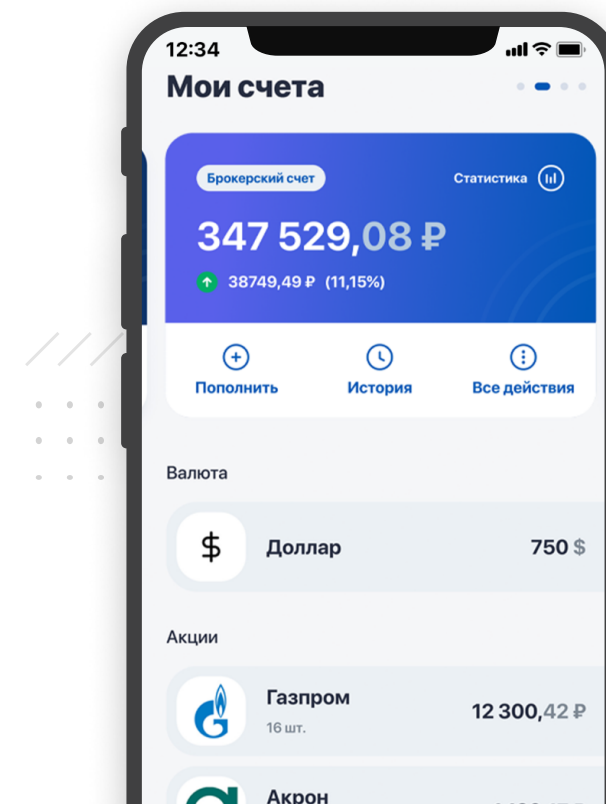 12:34
Мои счета
Брокерский счет
Статистика
347 529,08 ₽
38749,49 ₽ (11,15%)
Пополнить
История
Все действия
Валюта
$
Доллар
750 $
Акции
Газпром
12 300,42 ₽
16 шт.
Акрон